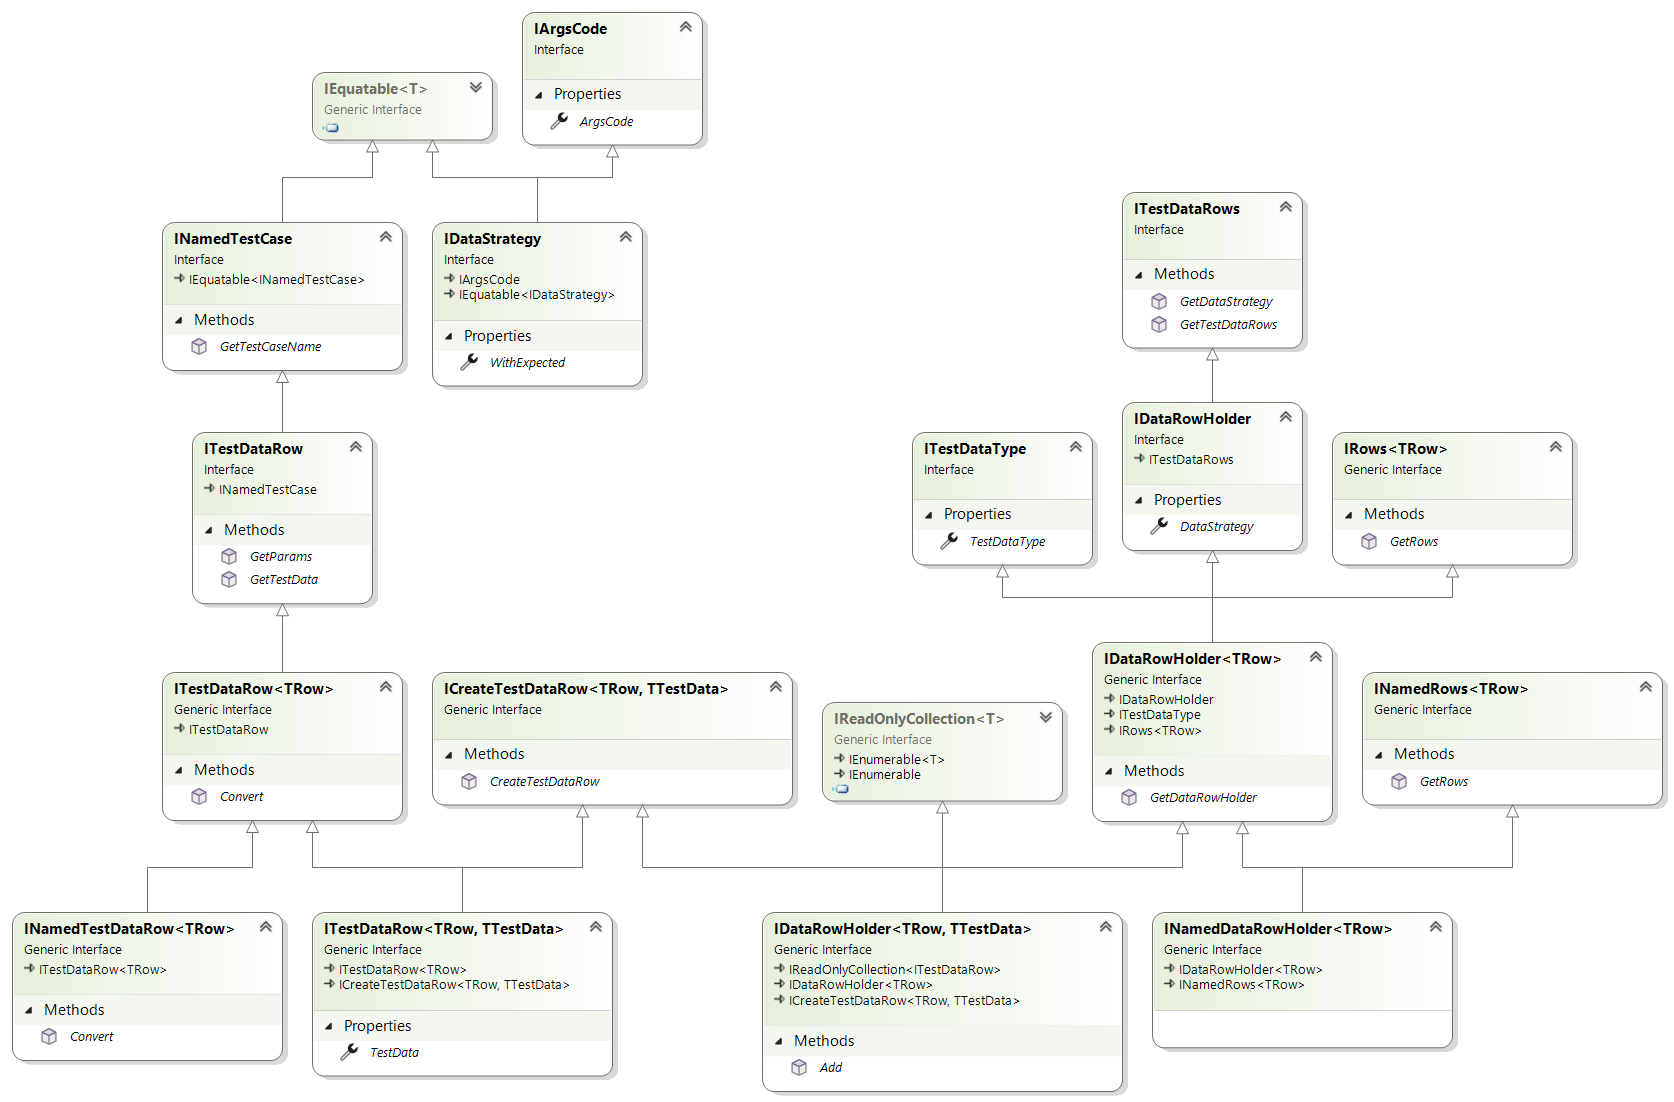 IArgsCode
Interface
Properties
ArgsCode
IEquatable<T>
Generic Interface
INamedTestCase
Interface
IEquatable<INamedTestCase>
Methods
GetTestCaseName
IDataStrategy
Interface
IArgsCode
IEquatable<IDataStrategy>
Properties
WithExpected
ITestDataRows
Interface
Methods
GetDataStrategy
GetTestDataRows
ITestDataRow
Interface
INamedTestCase
Methods
GetParams
GetTestData
ITestDataType
Interface
Properties
TestDataType
IDataRowHolder
Interface
ITestDataRows
Properties
DataStrategy
IRows<TRow>
Generic Interface
Methods
GetRows
ITestDataRow<TRow>
Generic Interface
ITestDataRow
Methods
Convert
ICreateTestDataRow<TRow, TTestData>
Generic Interface
Methods
CreateTestDataRow
IReadOnlyCollection<T>
Generic Interface
IEnumerable<T>
IEnumerable
IDataRowHolder<TRow>
Generic Interface
IDataRowHolder
ITestDataType
IRows<TRow>
Methods
GetDataRowHolder
INamedRows<TRow>
Generic Interface
Methods
GetRows
INamedTestDataRow<TRow>
Generic Interface
ITestDataRow<TRow>
Methods
Convert
ITestDataRow<TRow, TTestData>
Generic Interface
ITestDataRow<TRow>
ICreateTestDataRow<TRow, TTestData>
Properties
TestData
IDataRowHolder<TRow, TTestData>
Generic Interface
IReadOnlyCollection<ITestDataRow>
IDataRowHolder<TRow>
ICreateTestDataRow<TRow, TTestData>
Methods
Add
INamedDataRowHolder<TRow>
Generic Interface
IDataRowHolder<TRow>
INamedRows<TRow>